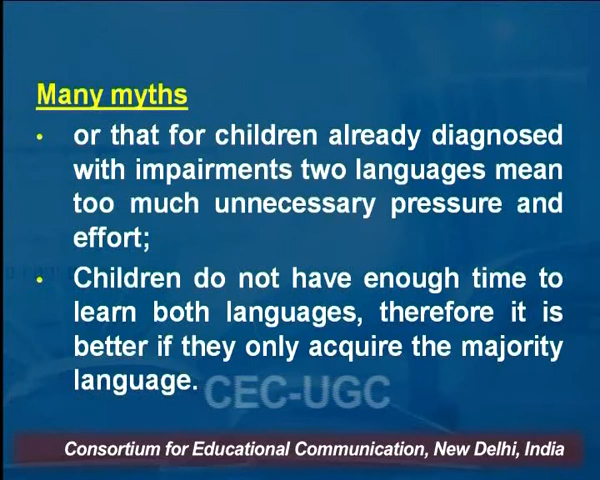 Many myths
• or that for children already diagnosed
with impairments two languages mean
too much unnecessary pressure and
effort;
• Children do not have enough time to
learn both languages, therefore it is
better if they only acquire the majority
language.
CEC-UGC
Consortium for Educational Communication, New Delhi, India